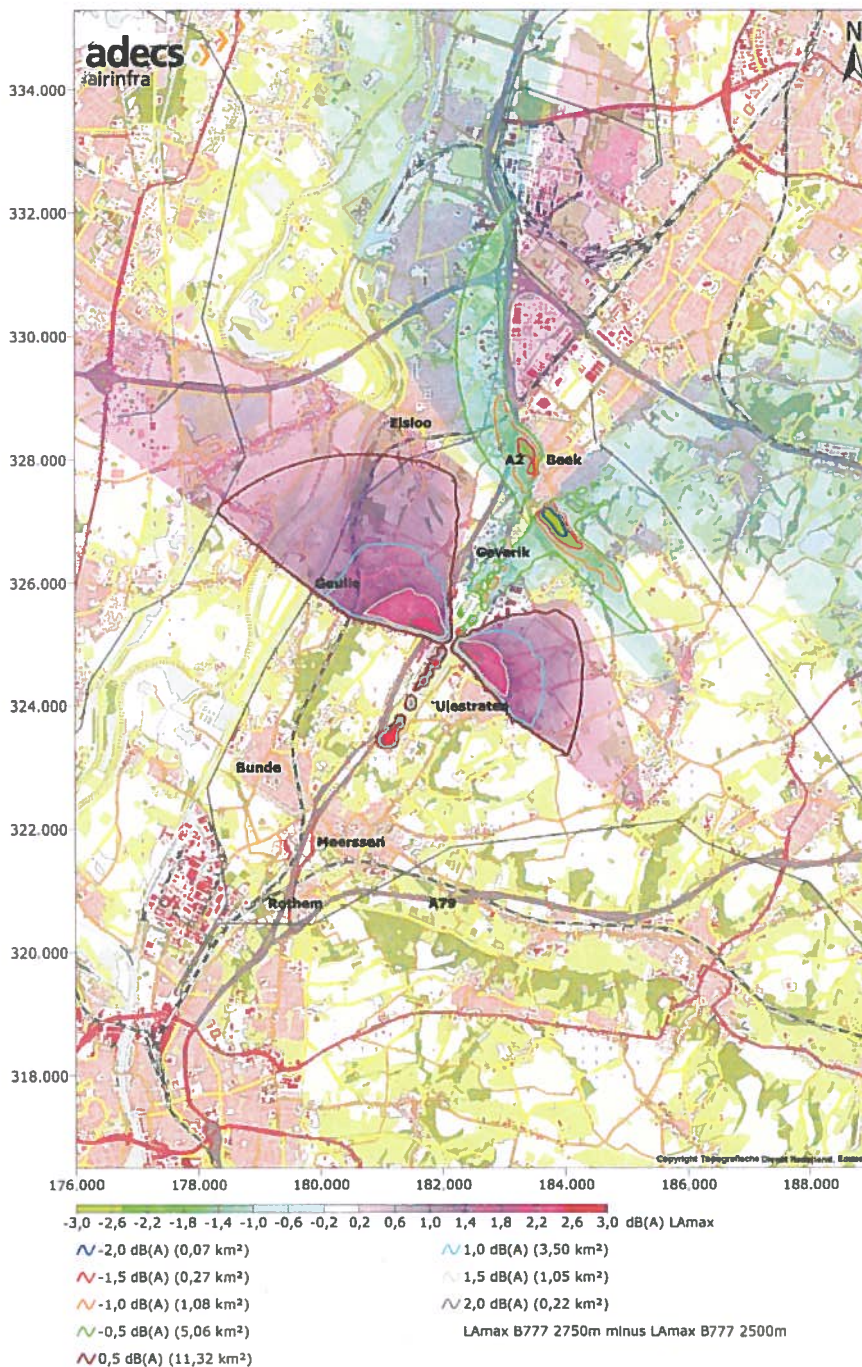 adecs
airinfra
N
334.000
332.000
330.000
328.000
326.000
324.000
322.000
320.000
318.000
Elsloo
A2 Beek
Geverik
Geulle
Ulestraten
Bunde
Meerssen
Rothem A79
Copyright Topografische Dienst Nederland,
176.000 178.000 180.000 182.000 184.000 186.000 188.000
-3,0 -2,6 -2,2 -1,8 -1,4 -1,0 -0,6 -0,2 0,2 0,6 1,0 1,4 1,8 2,2 2,6 3,0 dB(A) LAmax
-2,0 dB(A) (0,07 km²) 1,0 dB(A) (3,50 km²)
-1,5 dB(A) (0,27 km²) 1,5 dB(A) (1,05 km²)
-1,0 dB(A) (1,08 km²) 2,0 dB(A) (0,22 km²)
-0,5 dB(A) (5,06 km²) LAmax B777 2750m minus LAmax B777 2500m
0,5 dB(A) (11,32 km²)